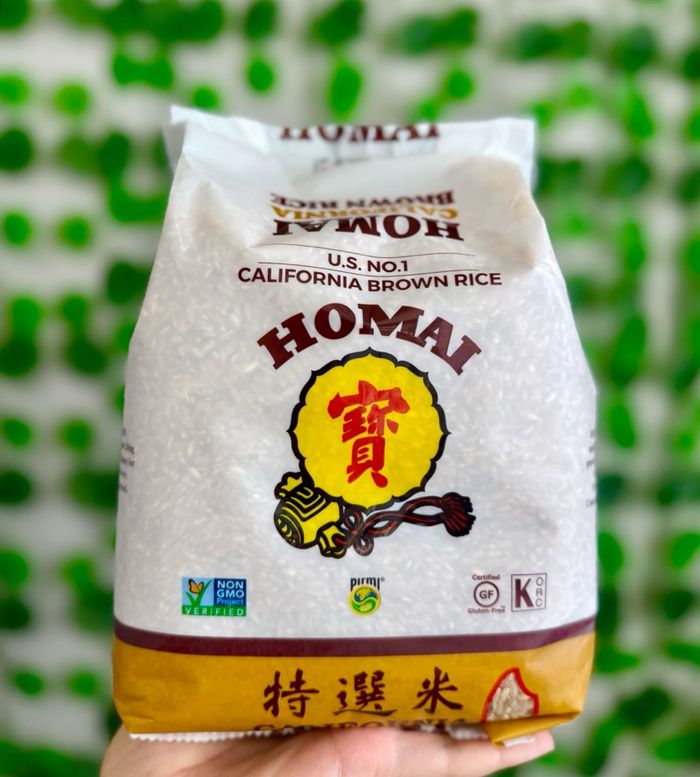 HOMAI
CALIFORNIA
BROWN RICE
U.S. NO.1
CALIFORNIA BROWN RICE
HOMAI
寶
NON
GMO
Project
VERIFIED
PIRMI®
Certified
GF
Gluten-Free
K
ORC
特選米